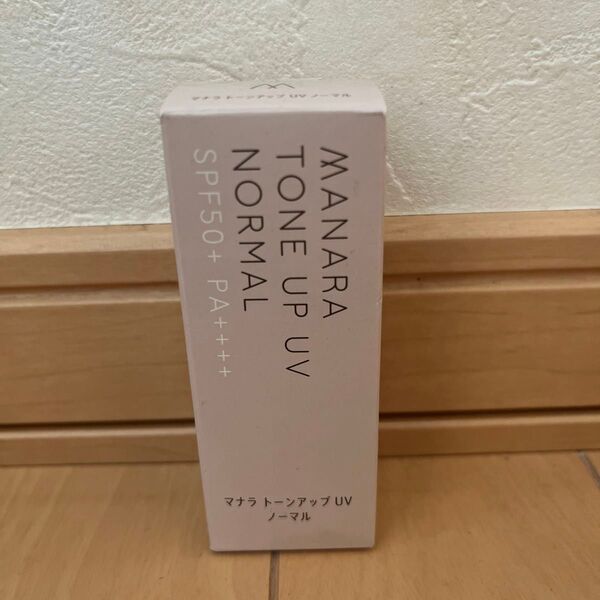 マナラ トーンアップ UV ノーマル
MANARA
TONE UP UV
NORMAL
SPF50+ PA++++
マナラ トーンアップ UV
ノーマル